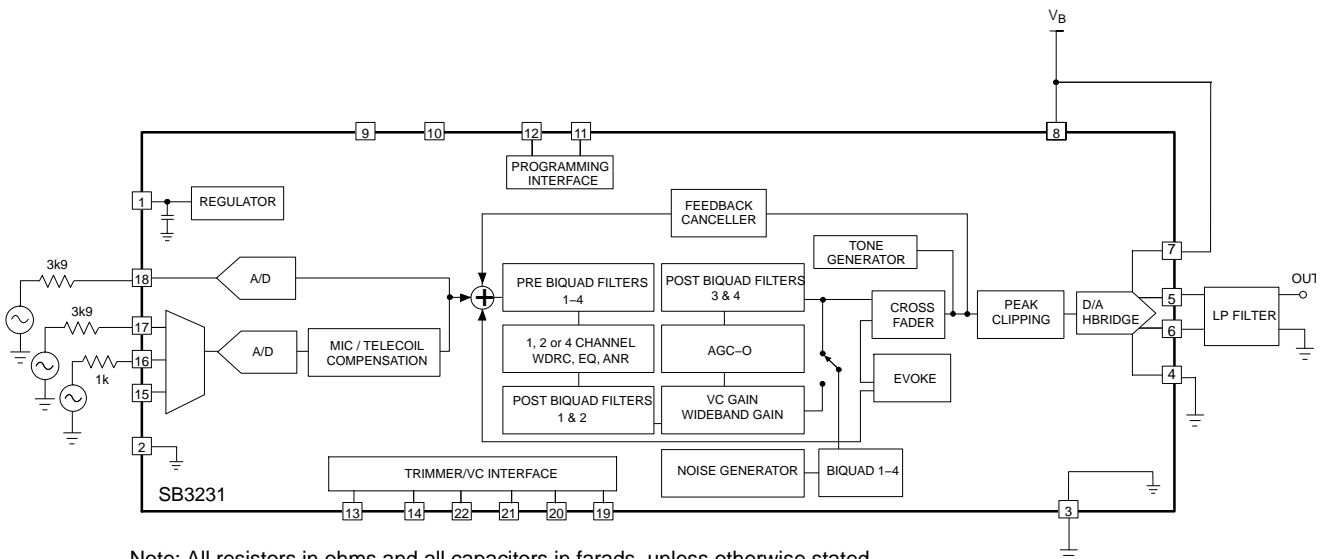 VB
9
10
12
11
8
PROGRAMMING
INTERFACE
1
REGULATOR
FEEDBACK
CANCELLER
7
3k9
18
A/D
TONE
GENERATOR
PRE BIQUAD FILTERS
1–4
POST BIQUAD FILTERS
3 & 4
CROSS
FADER
PEAK
CLIPPING
D/A
HBRIDGE
5
OUT
LP FILTER
6
3k9
17
16
1k
15
A/D
MIC / TELECOIL
COMPENSATION
1, 2 or 4 CHANNEL
WDRC, EQ, ANR
AGC–O
EVOKE
4
POST BIQUAD FILTERS
1 & 2
VC GAIN
WIDEBAND GAIN
2
TRIMMER/VC INTERFACE
NOISE GENERATOR
BIQUAD 1–4
SB3231
13
14
22
21
20
19
3
Note: All resistors in ohms and all capacitors in farads, unless otherwise stated.